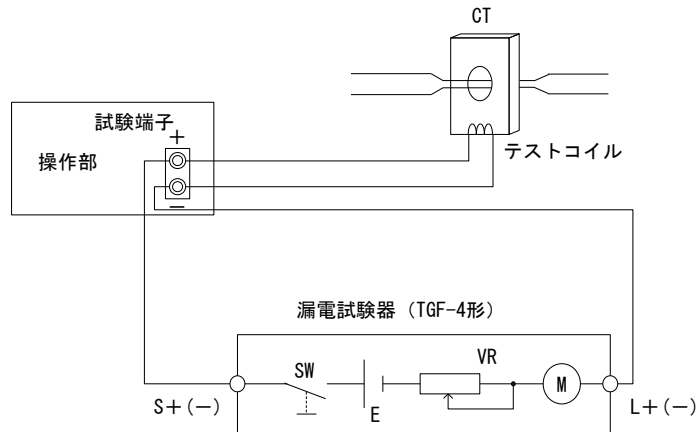 CT
試験端子
＋
操作部
－
テストコイル
漏電試験器（TGF-4形）
SW
VR
M
E
S＋(－)
L＋(－)